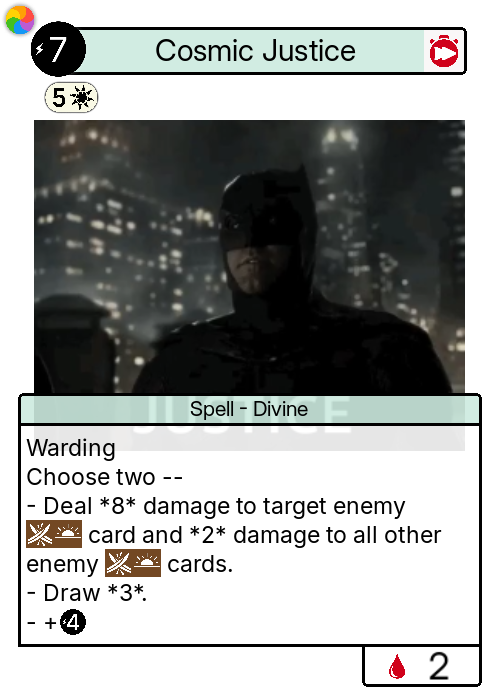 7
Cosmic Justice
5
JUSTICE
Spell - Divine
Warding
Choose two --
- Deal *8* damage to target enemy
card and *2* damage to all other
enemy cards.
- Draw *3*.
- +4
2